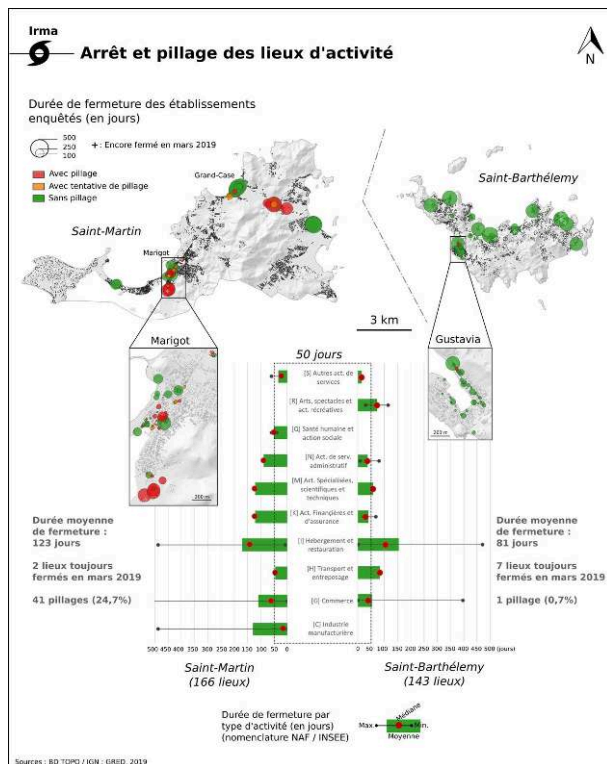 Irma
Arrêt et pillage des lieux d'activité
N
Durée de fermeture des établissements
enquêtés (en jours)
500
250
100
+ : Encore fermé en mars 2019
Avec pillage
Avec tentative de pillage
Sans pillage
Grand-Case
Saint-Martin
Marigot
Saint-Barthélemy
3 km
Marigot
200 m
Gustavia
200 m
50 jours
[S] Autres act. de
services
[R] Arts, spectacles et
act. récréatives
[Q] Santé humaine et
action sociale
[N] Act. de serv.
administratif
[M] Act. Spécialisées,
scientifiques et
techniques
[K] Act. Financières et
d'assurance
[I] Hébergement et
restauration
[H] Transport et
entreposage
[G] Commerce
[C] Industrie
manufacturière
Durée moyenne
de fermeture :
123 jours
2 lieux toujours
fermés en mars 2019
41 pillages (24,7%)
Durée moyenne
de fermeture :
81 jours
7 lieux toujours
fermés en mars 2019
1 pillage (0,7%)
500 450 400 350 300 250 200 150 100 50 0
0 50 100 150 200 250 300 350 400 450 500 (jours)
Saint-Martin
(166 lieux)
Saint-Barthélemy
(143 lieux)
Durée de fermeture par
type d'activité (en jours)
(nomenclature NAF / INSEE)
Médiane
Max.
Min.
Moyenne
Sources : BD TOPO / IGN ; GRED, 2019